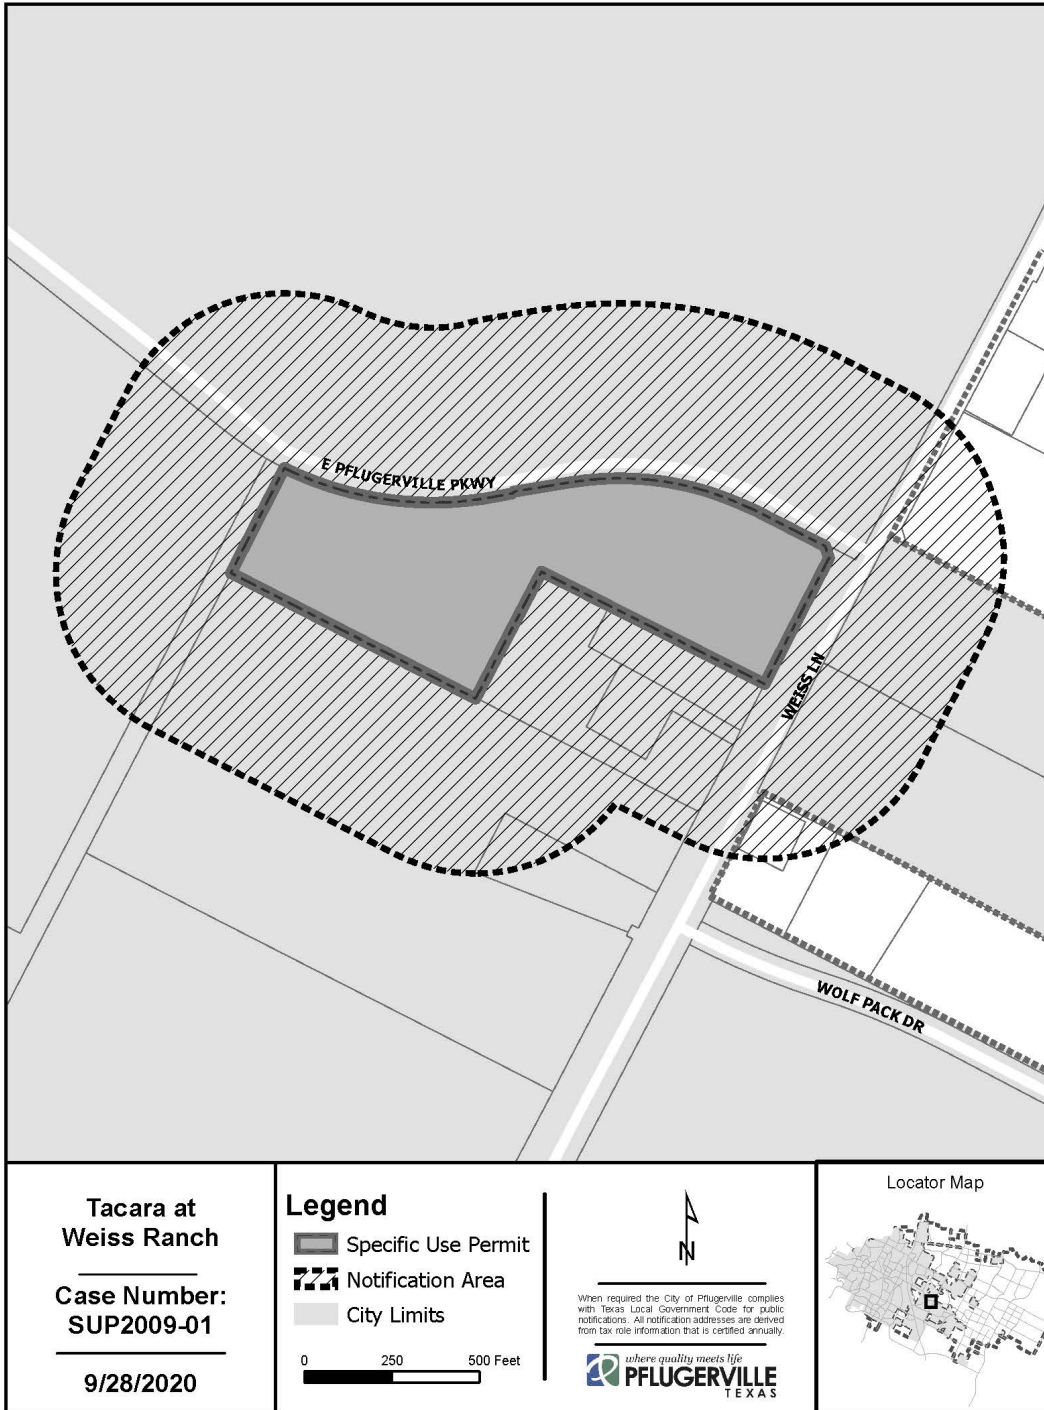 E PFLUGERVILLE PKWY
WEISS LN
WOLF PACK DR
Tacara at
Weiss Ranch
Case Number:
SUP2009-01
9/28/2020
Legend
Specific Use Permit
Notification Area
City Limits
0 250 500 Feet
N
When required the City of Pflugerville complies
with Texas Local Government Code for public
notifications. All notification addresses are derived
from tax role information that is certified annually.
where quality meets life
PFLUGERVILLE
TEXAS
Locator Map